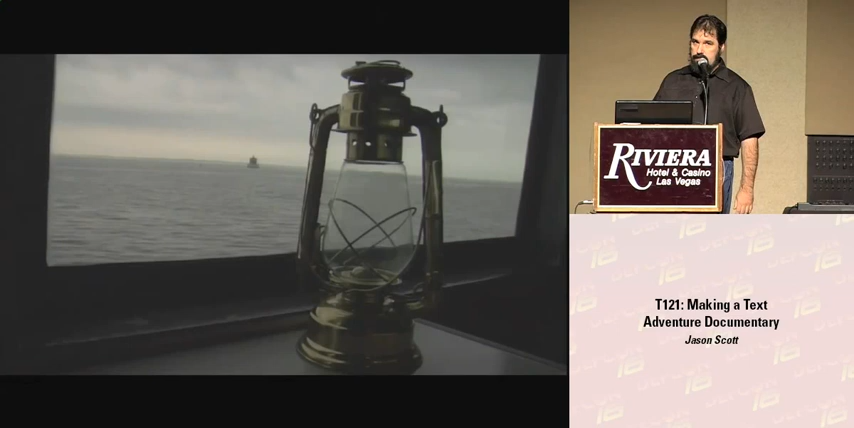 RIVIERA
Hotel & Casino
Las Vegas
T121: Making a Text
Adventure Documentary
Jason Scott